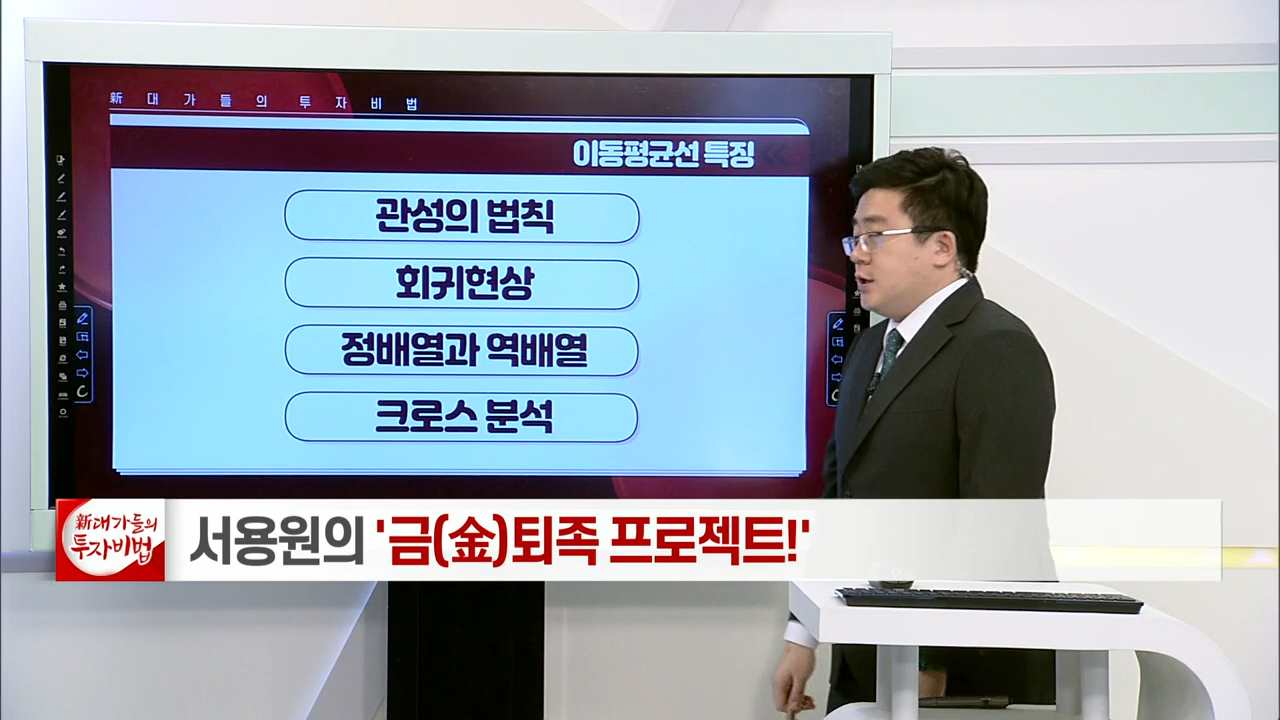 新 대가들의 투자비법
이동평균선 특징
관성의 법칙
회귀현상
정배열과 역배열
크로스 분석
新대가들의
투자비법
서용원의 '금(金)퇴족 프로젝트!'